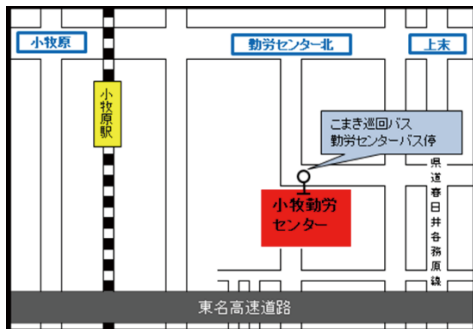 小牧原
勤労センター北
上末
小牧原駅
こまき巡回バス
勤労センターバス停
県道春日井各務原線
小牧勤労
センター
東名高速道路